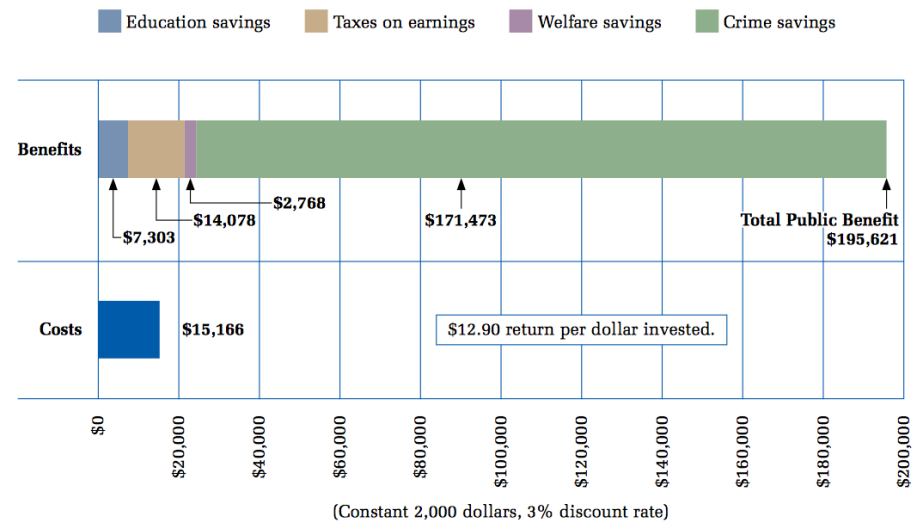 Education savings Taxes on earnings Welfare savings Crime savings
Benefits
$2,768
$14,078
$7,303
$171,473
Total Public Benefit
$195,621
Costs
$15,166
$12.90 return per dollar invested.
$0 $20,000 $40,000 $60,000 $80,000 $100,000 $120,000 $140,000 $160,000 $180,000 $200,000
(Constant 2,000 dollars, 3% discount rate)